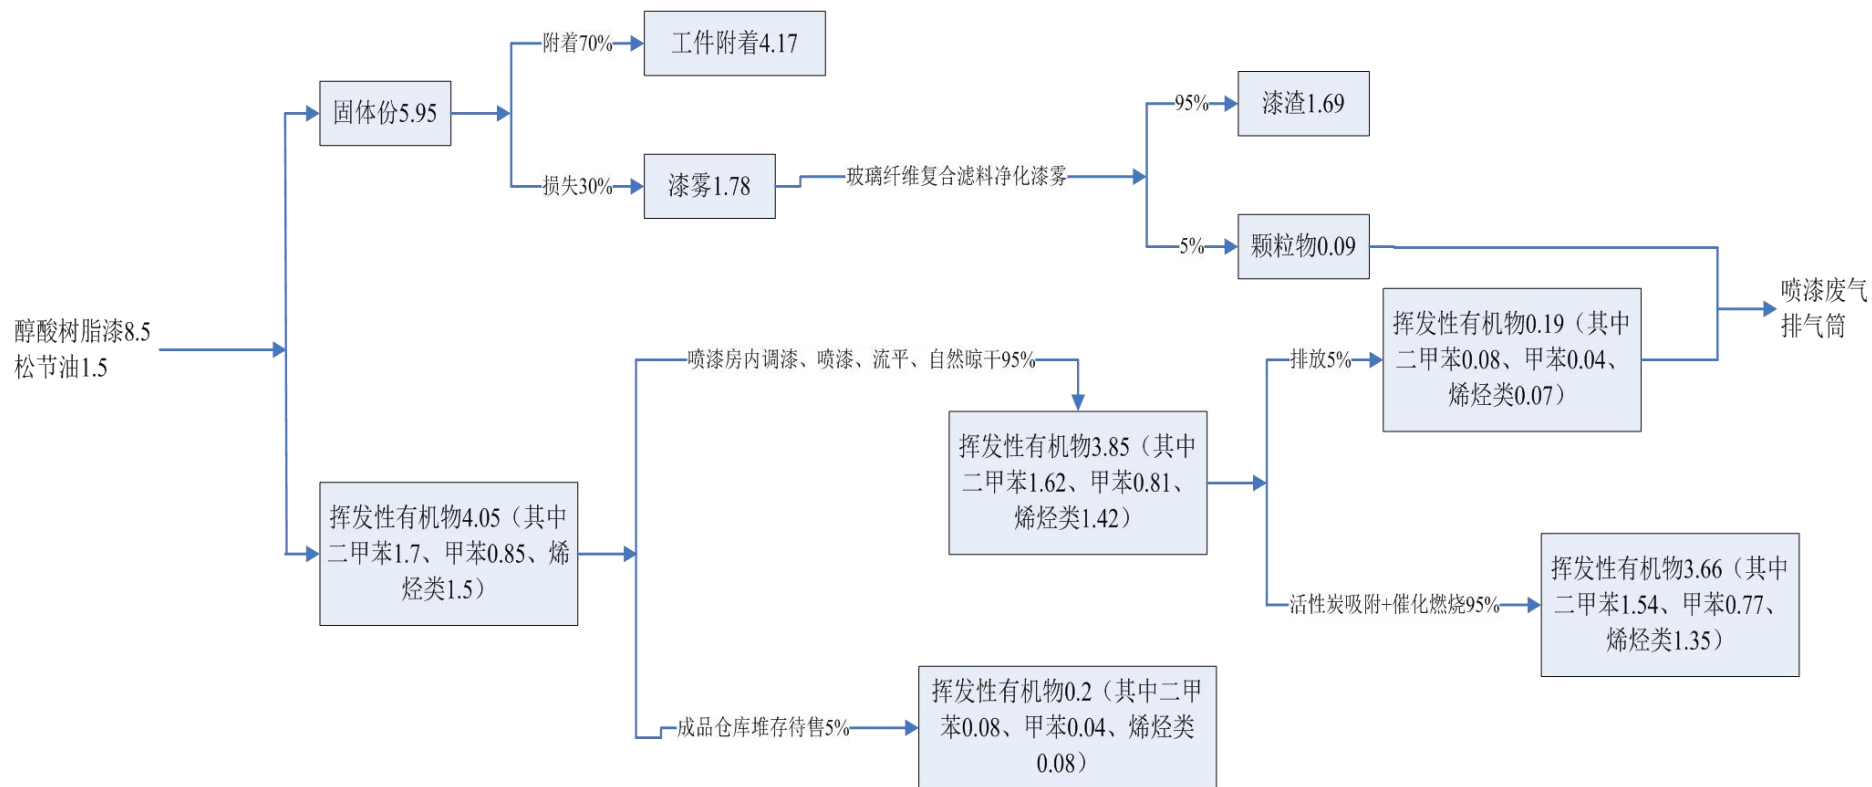 附着70%
工件附着4.17
固体份5.95
损失30%
漆雾1.78
玻璃纤维复合滤料净化漆雾
95%
漆渣1.69
5%
颗粒物0.09
喷漆废气
排气筒
醇酸树脂漆8.5
松节油1.5
喷漆房内调漆、喷漆、流平、自然晾干95%
挥发性有机物3.85（其中
二甲苯1.62、甲苯0.81、
烯烃类1.42）
排放5%
挥发性有机物0.19（其中
二甲苯0.08、甲苯0.04、
烯烃类0.07）
挥发性有机物4.05（其中
二甲苯1.7、甲苯0.85、烯
烃类1.5）
活性炭吸附+催化燃烧95%
挥发性有机物3.66（其中
二甲苯1.54、甲苯0.77、
烯烃类1.35）
成品仓库堆存待售5%
挥发性有机物0.2（其中二甲
苯0.08、甲苯0.04、烯烃类
0.08）